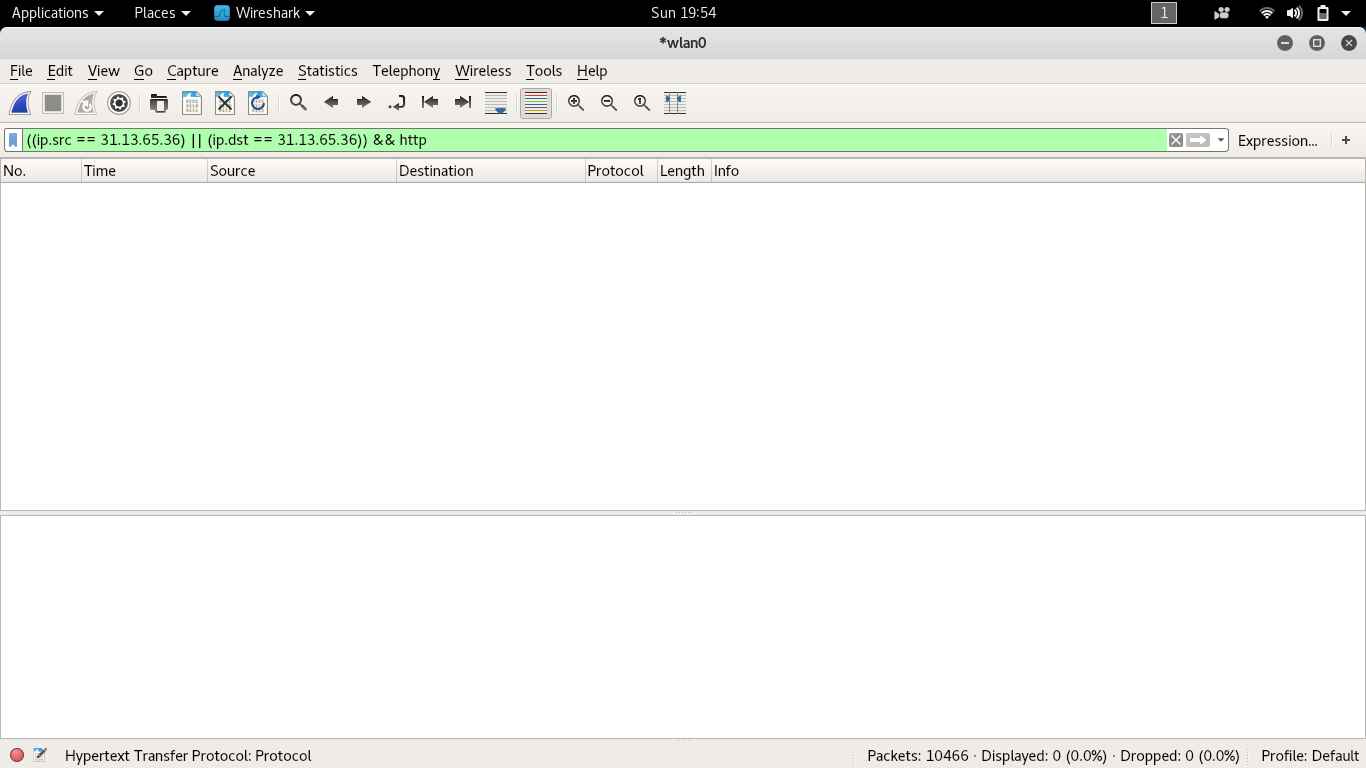 Applications Places Wireshark Sun 19:54 1
*wlan0
File Edit View Go Capture Analyze Statistics Telephony Wireless Tools Help
((ip.src == 31.13.65.36) || (ip.dst == 31.13.65.36)) && http Expression... +
No. Time Source Destination Protocol Length Info
Hypertext Transfer Protocol: Protocol Packets: 10466 · Displayed: 0 (0.0%) · Dropped: 0 (0.0%) Profile: Default